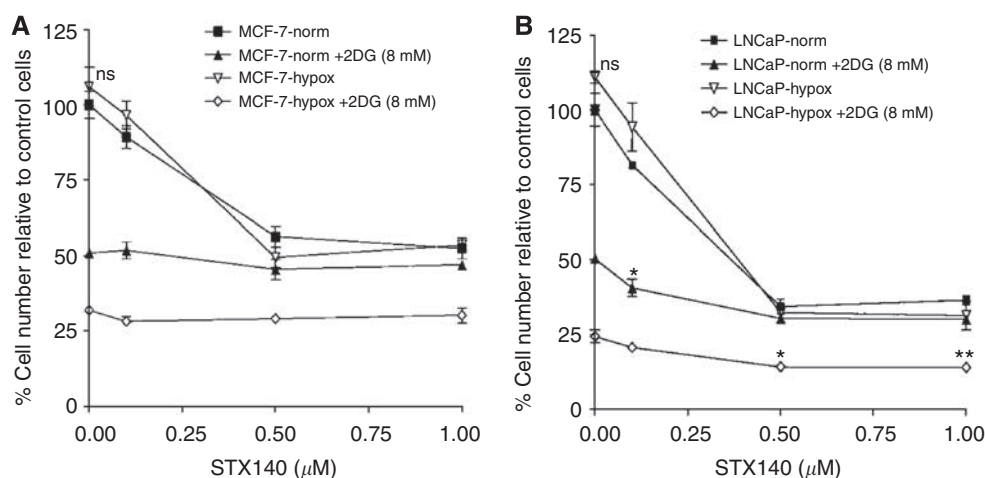 A
MCF-7-norm
MCF-7-norm +2DG (8 mM)
MCF-7-hypox
MCF-7-hypox +2DG (8 mM)
% Cell number relative to control cells
125
100
75
50
25
0
ns
0.00 0.25 0.50 0.75 1.00
STX140 (μM)
B
LNCaP-norm
LNCaP-norm +2DG (8 mM)
LNCaP-hypox
LNCaP-hypox +2DG (8 mM)
% Cell number relative to control cells
125
100
75
50
25
0
ns
*
* **
0.00 0.25 0.50 0.75 1.00
STX140 (μM)